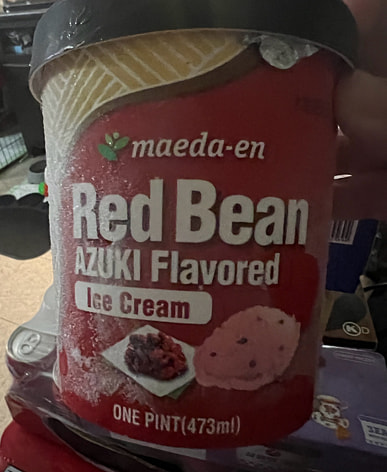 maeda-en
Red Bean
AZUKI Flavored
Ice Cream
ONE PINT(473ml)
K D